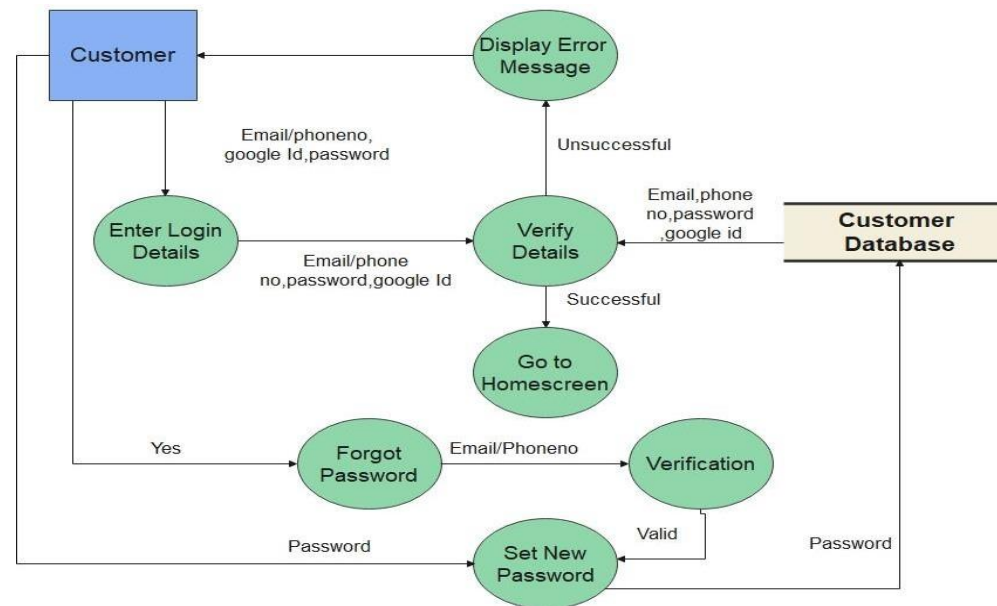 Customer
Display Error
Message
Email/phoneno,
google Id,password
Unsuccessful
Enter Login
Details
Email/phone
no,password,google Id
Verify
Details
Email,phone
no,password
,google id
Customer
Database
Successful
Go to
Homescreen
Yes
Forgot
Password
Email/Phoneno
Verification
Valid
Password
Set New
Password
Password